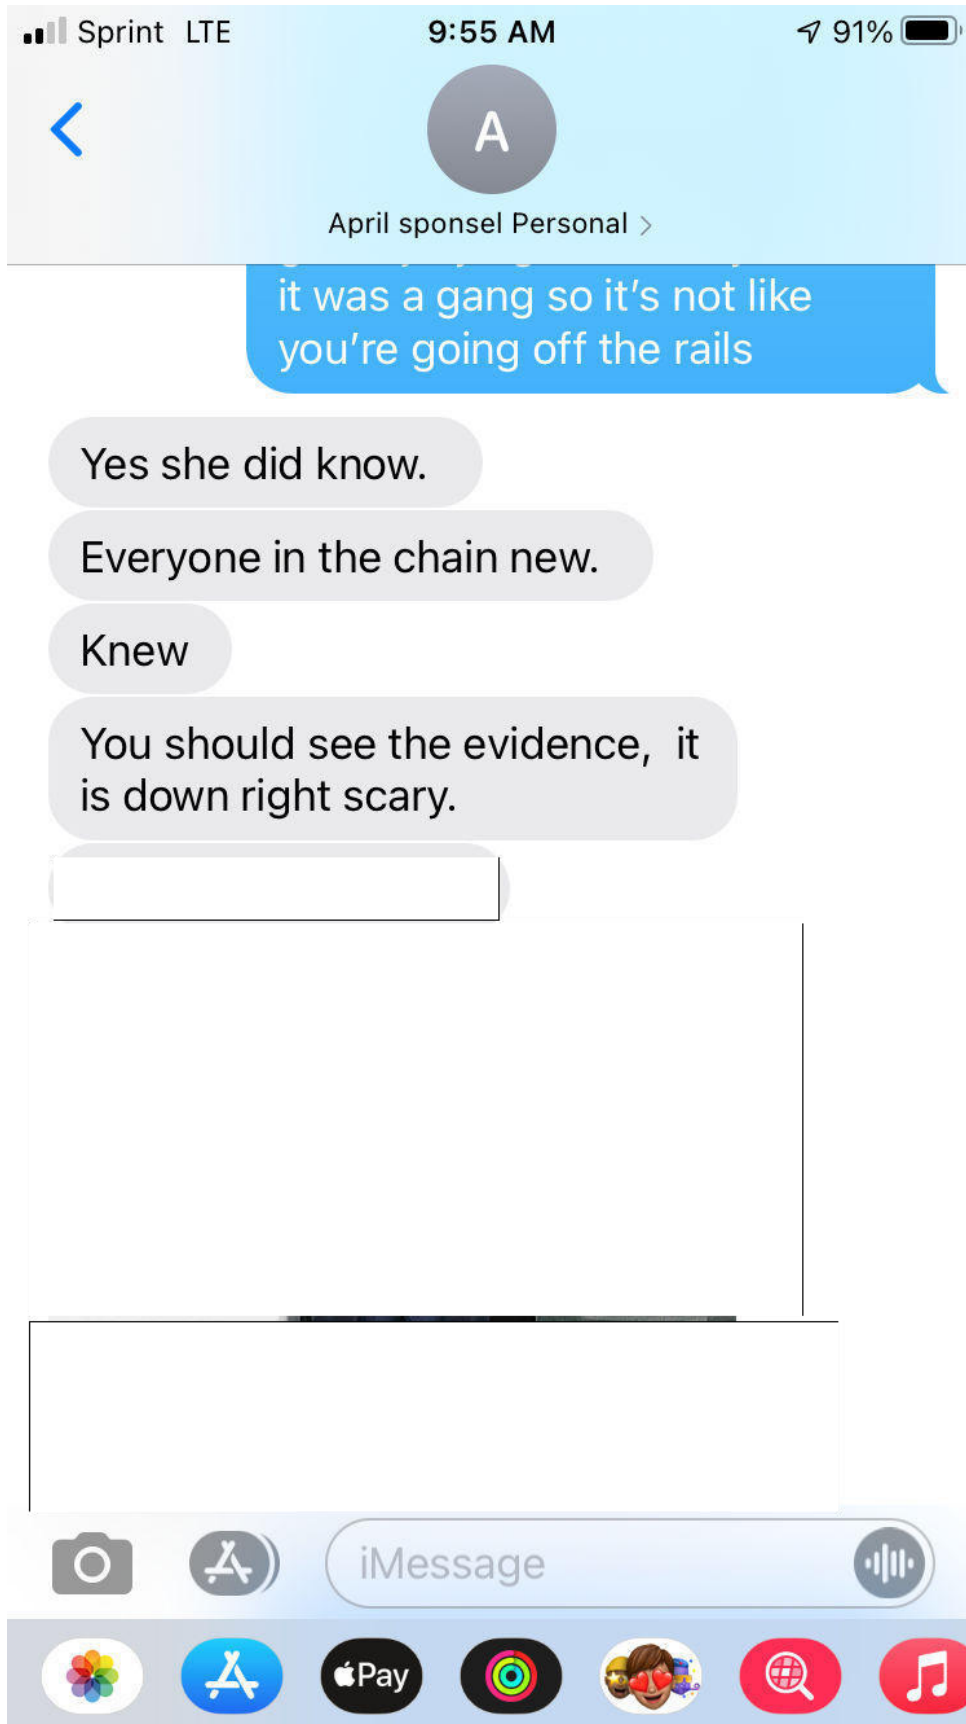 Sprint LTE 9:55 AM 91%
A
April sponsel Personal >
it was a gang so it’s not like
you’re going off the rails
Yes she did know.
Everyone in the chain new.
Knew
You should see the evidence, it
is down right scary.
iMessage
Pay